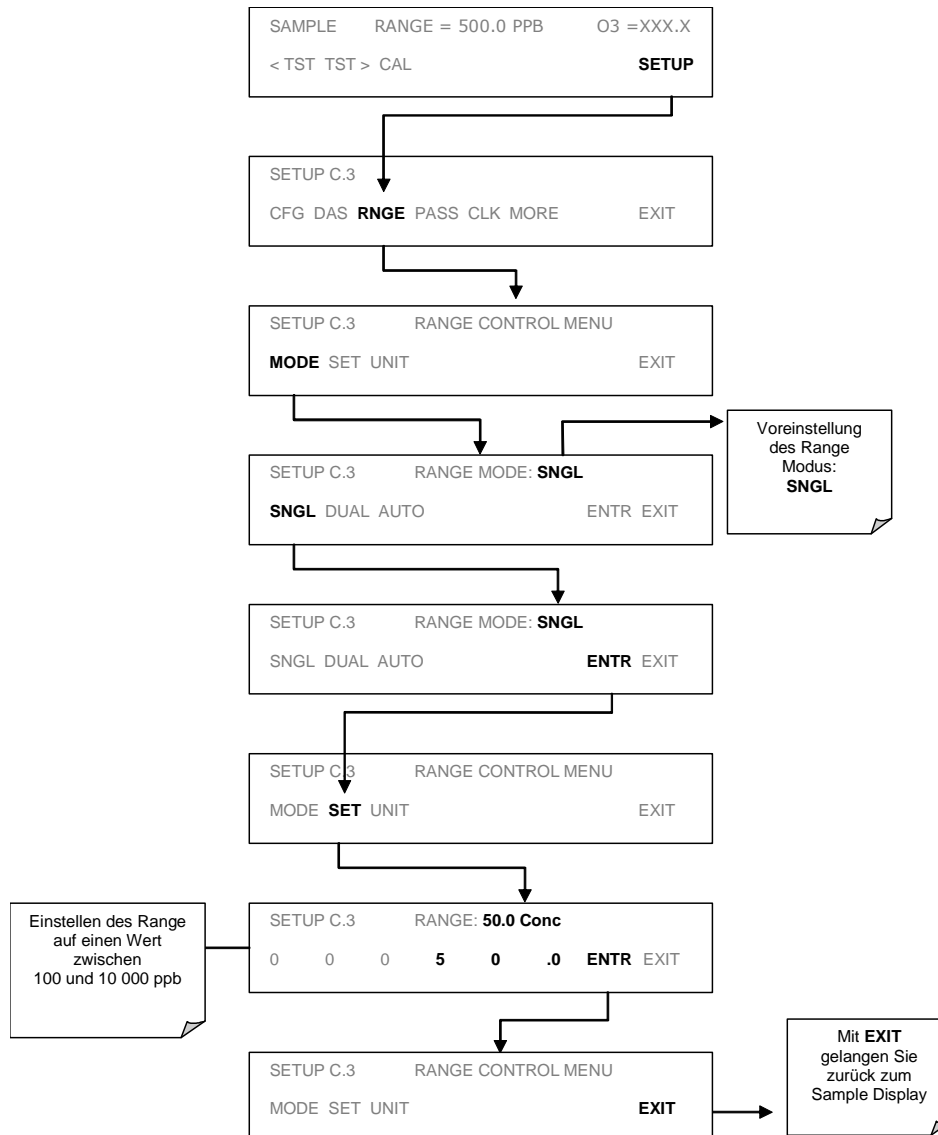 SAMPLE RANGE = 500.0 PPB O3 =XXX.X
< TST TST > CAL SETUP
SETUP C.3
CFG DAS RNGE PASS CLK MORE EXIT
SETUP C.3 RANGE CONTROL MENU
MODE SET UNIT EXIT
SETUP C.3 RANGE MODE: SNGL
SNGL DUAL AUTO ENTR EXIT
Voreinstellung
des Range
Modus:
SNGL
SETUP C.3 RANGE MODE: SNGL
SNGL DUAL AUTO ENTR EXIT
SETUP C.3 RANGE CONTROL MENU
MODE SET UNIT EXIT
Einstellen des Range
auf einen Wert
zwischen
100 und 10 000 ppb
SETUP C.3 RANGE: 50.0 Conc
0 0 0 5 0 .0 ENTR EXIT
SETUP C.3 RANGE CONTROL MENU
MODE SET UNIT EXIT
Mit EXIT
gelangen Sie
zurück zum
Sample Display